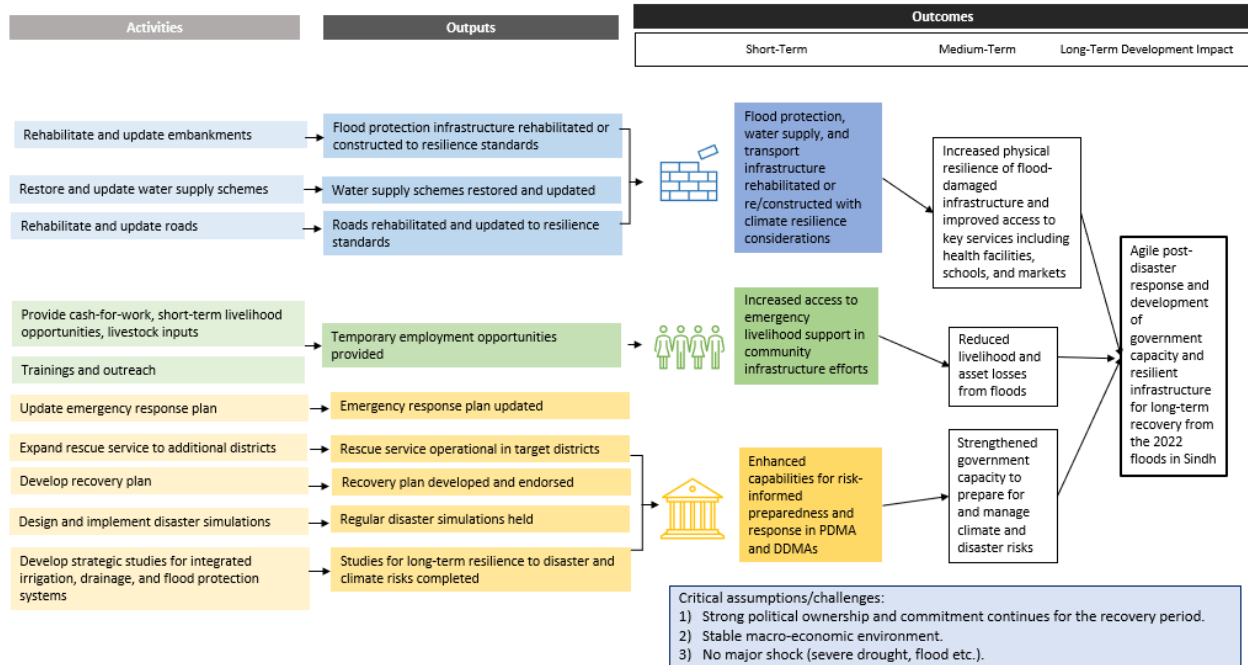 Activities
Outputs
Outcomes
Short-Term
Medium-Term
Long-Term Development Impact
Rehabilitate and update embankments
Flood protection infrastructure rehabilitated or
constructed to resilience standards
Restore and update water supply schemes
Water supply schemes restored and updated
Rehabilitate and update roads
Roads rehabilitated and updated to resilience
standards
Flood protection,
water supply, and
transport
infrastructure
rehabilitated or
re/constructed with
climate resilience
considerations
Increased physical
resilience of flood-
damaged
infrastructure and
improved access to
key services including
health facilities,
schools, and markets
Provide cash-for-work, short-term livelihood
opportunities, livestock inputs
Trainings and outreach
Temporary employment opportunities
provided
Increased access to
emergency
livelihood support in
community
infrastructure efforts
Reduced
livelihood and
asset losses
from floods
Agile post-
disaster
response and
development
of
government
capacity and
resilient
infrastructure
for long-term
recovery from
the 2022
floods in Sindh
Update emergency response plan
Emergency response plan updated
Expand rescue service to additional districts
Rescue service operational in target districts
Develop recovery plan
Recovery plan developed and endorsed
Design and implement disaster simulations
Regular disaster simulations held
Develop strategic studies for integrated
irrigation, drainage, and flood protection
systems
Studies for long-term resilience to disaster and
climate risks completed
Enhanced
capabilities for risk-
informed
preparedness and
response in PDMA
and DDMAs
Strengthened
government
capacity to
prepare for
and manage
climate and
disaster risks
Critical assumptions/challenges:
1) Strong political ownership and commitment continues for the recovery period.
2) Stable macro-economic environment.
3) No major shock (severe drought, flood etc.).